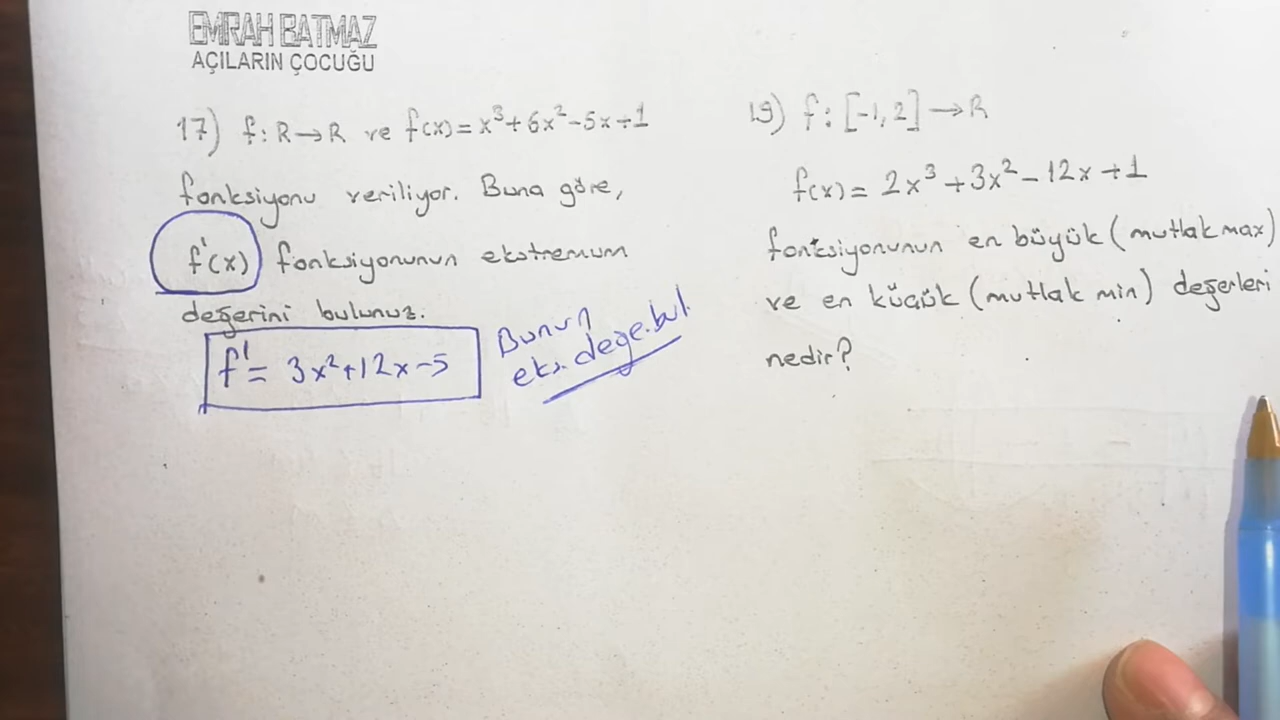 EMRAH BATMAZ
AÇILARIN ÇOCUĞU
17) f: R→R ve f(x)=x³+6x²-5x+1
fonksiyonu veriliyor. Buna göre,
f'(x) fonksiyonunun ekstremum
değerini bulunuz.
f'= 3x²+12x-5
Bunun
eks. değe. bul.
19) f: [-1,2]→R
f(x)= 2x³+3x²-12x+1
fonksiyonunun en büyük (mutlak max)
ve en küçük (mutlak min) değerleri
nedir?